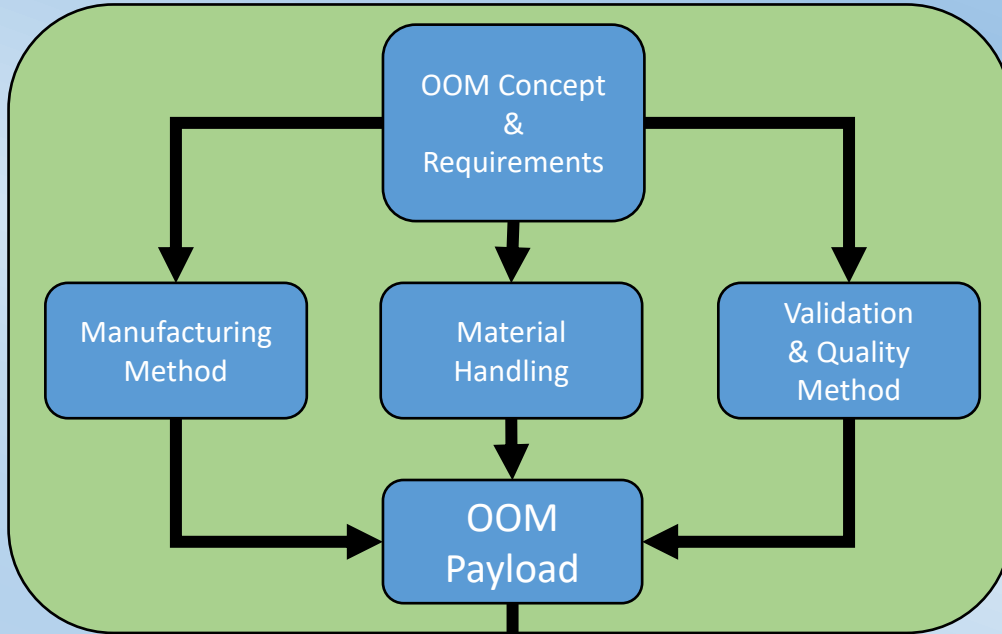 OOM Concept
&
Requirements
Manufacturing
Method
Material
Handling
Validation
& Quality
Method
OOM
Payload